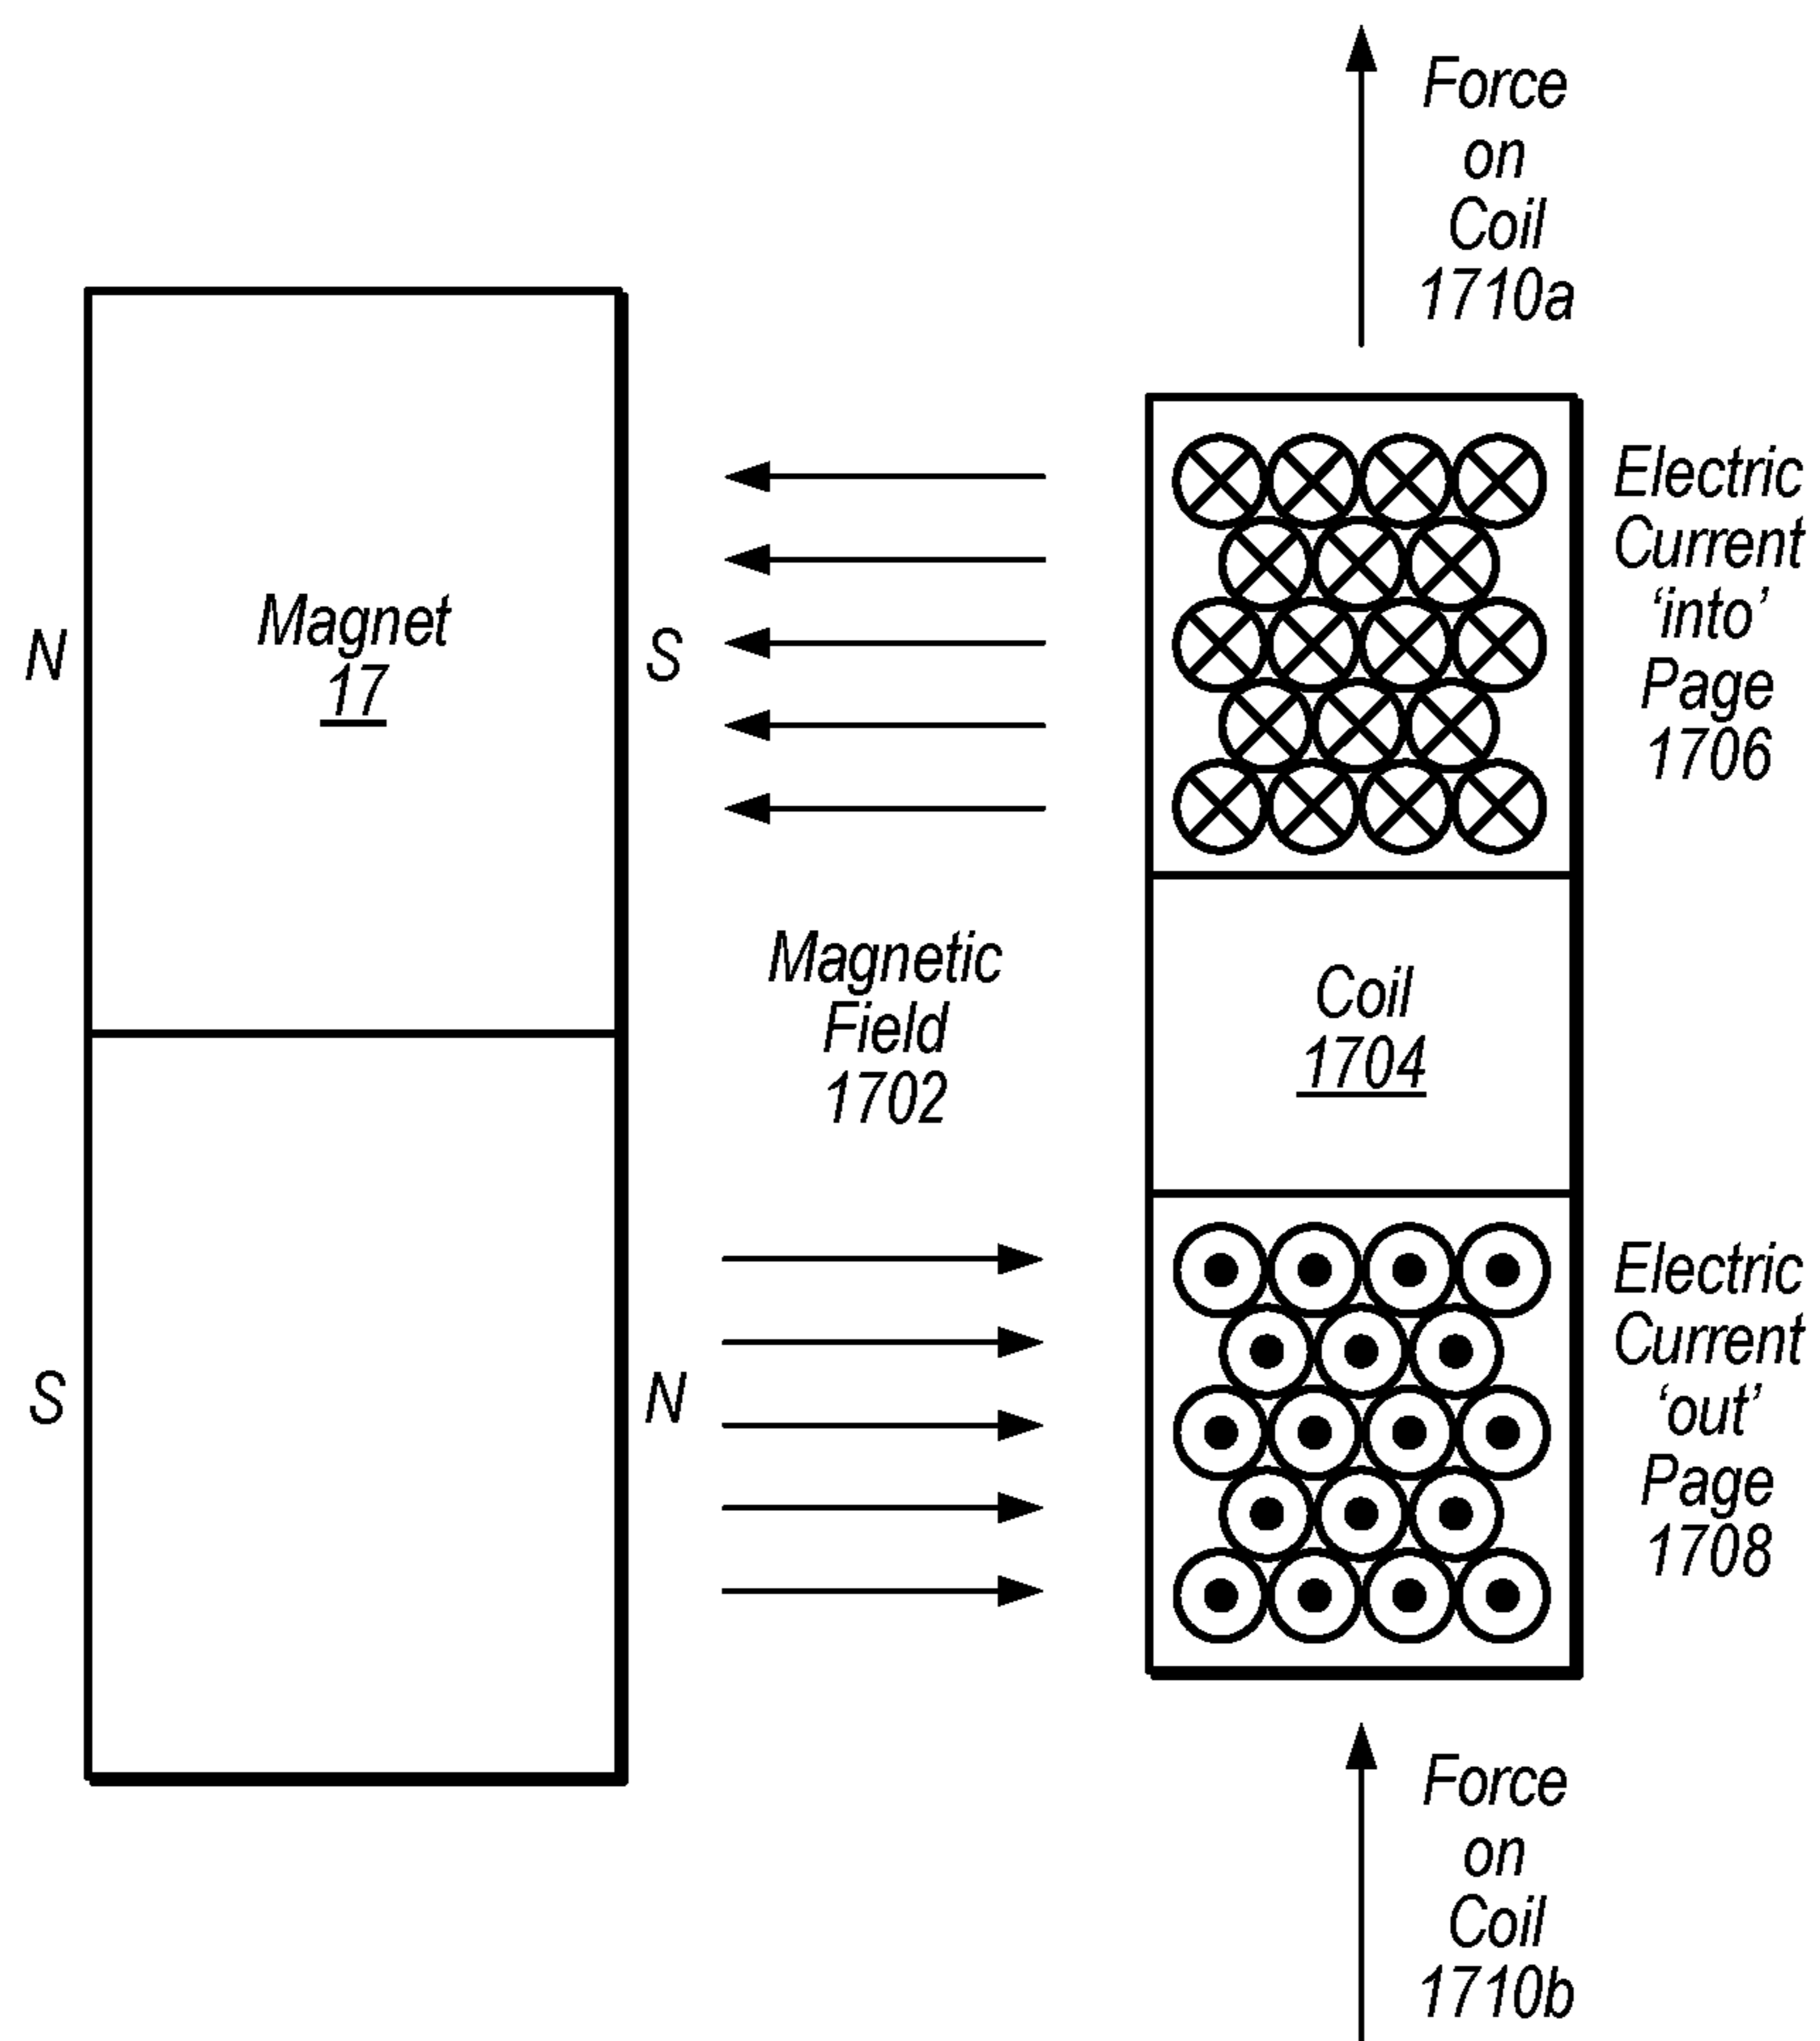 Force
on
Coil
1710a
N
Magnet
17
S
Electric
Current
‘into’
Page
1706
Magnetic
Field
1702
Coil
1704
S
N
Electric
Current
‘out’
Page
1708
Force
on
Coil
1710b